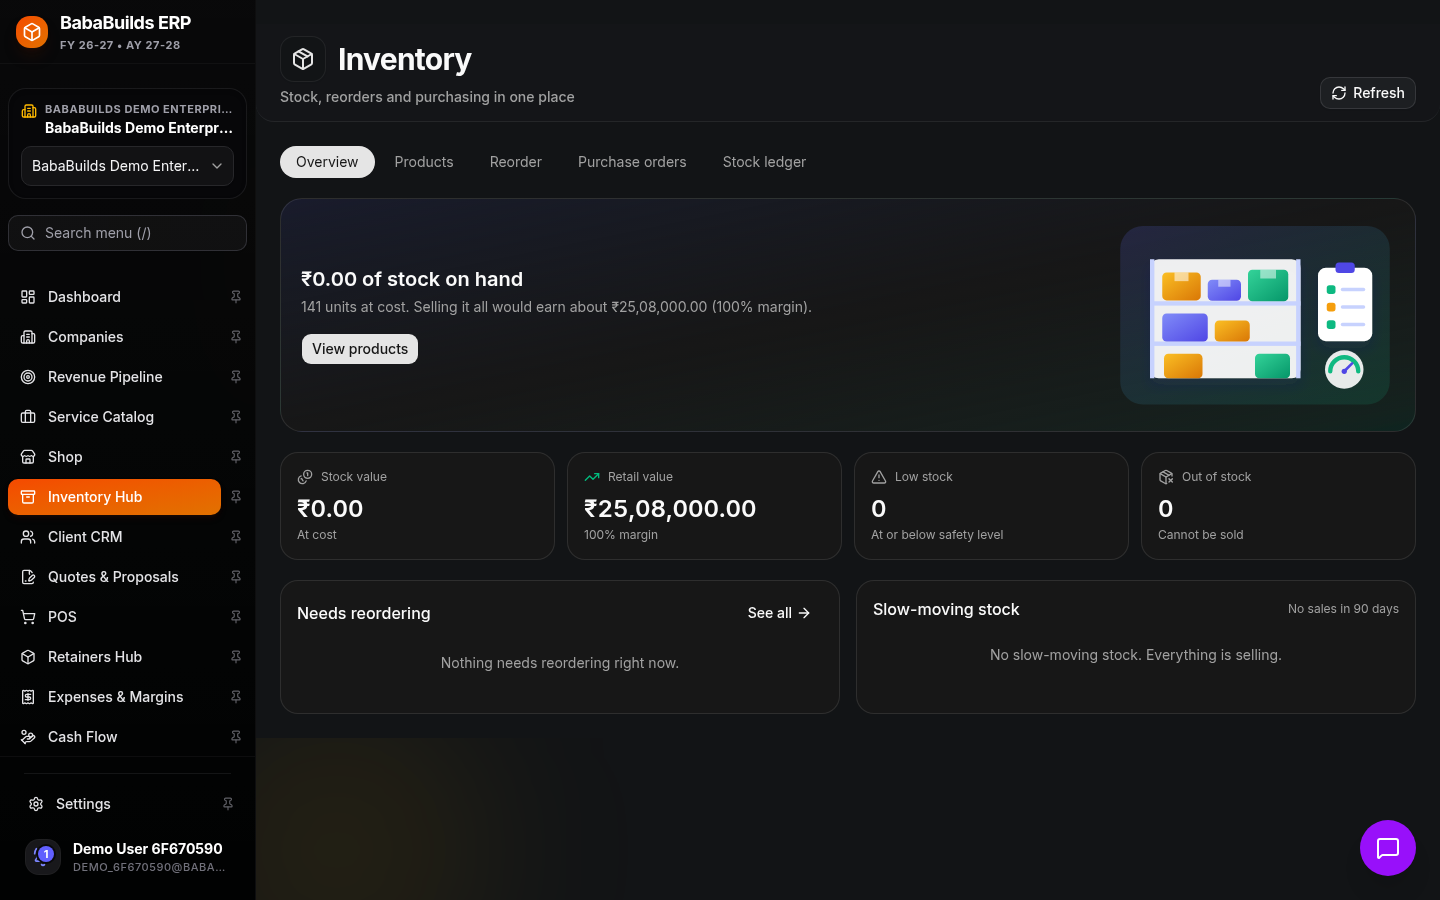 BabaBuilds ERP
FY 26-27 • AY 27-28
BABABUILDS DEMO ENTERPRI...
BabaBuilds Demo Enterpr...
BabaBuilds Demo Enter...
Search menu (/)
Dashboard
Companies
Revenue Pipeline
Service Catalog
Shop
Inventory Hub
Client CRM
Quotes & Proposals
POS
Retainers Hub
Expenses & Margins
Cash Flow
Settings
1
Demo User 6F670590
DEMO_6F670590@BABA...
Inventory
Stock, reorders and purchasing in one place
Refresh
Overview Products Reorder Purchase orders Stock ledger
₹0.00 of stock on hand
141 units at cost. Selling it all would earn about ₹25,08,000.00 (100% margin).
View products
Stock value
₹0.00
At cost
Retail value
₹25,08,000.00
100% margin
Low stock
0
At or below safety level
Out of stock
0
Cannot be sold
Needs reordering
See all
Nothing needs reordering right now.
Slow-moving stock
No sales in 90 days
No slow-moving stock. Everything is selling.